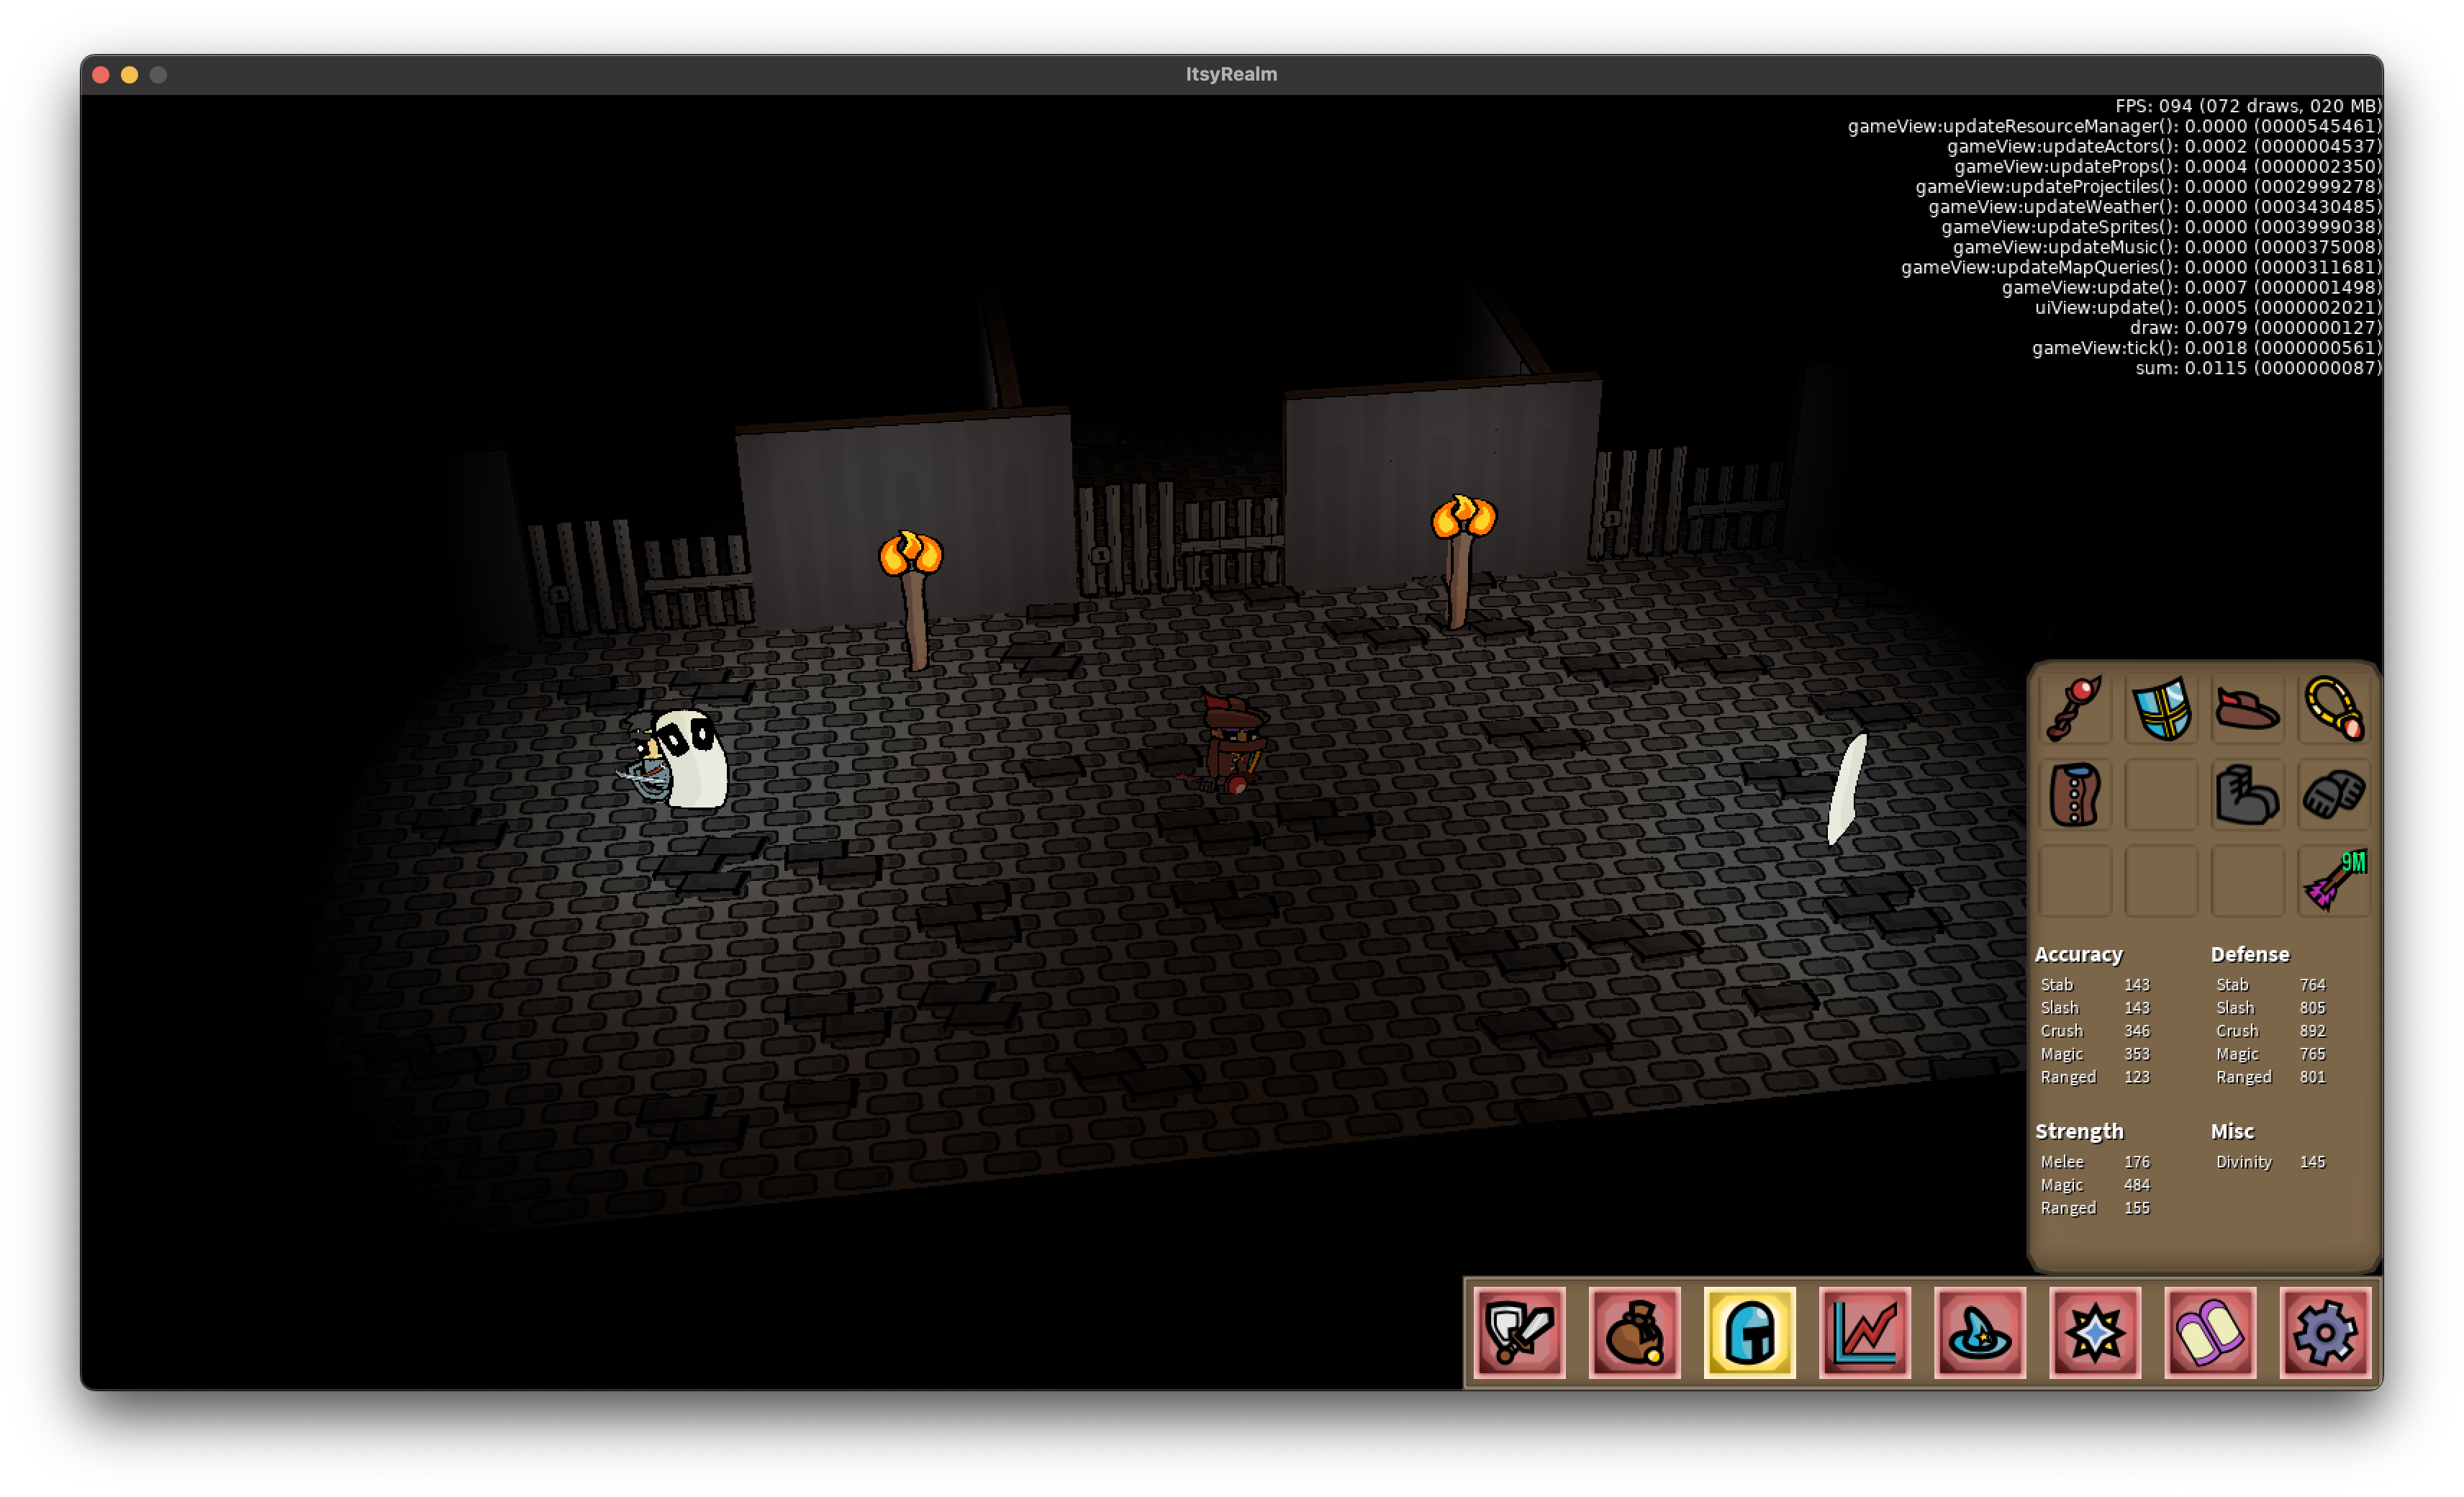 ItsyRealm
FPS: 094 (072 draws, 020 MB)
gameView:updateResourceManager(): 0.0000 (0000545461)
gameView:updateActors(): 0.0002 (0000004537)
gameView:updateProps(): 0.0004 (0000002350)
gameView:updateProjectiles(): 0.0000 (0002999278)
gameView:updateWeather(): 0.0000 (0003430485)
gameView:updateSprites(): 0.0000 (0003999038)
gameView:updateMusic(): 0.0000 (0000375008)
gameView:updateMapQueries(): 0.0000 (0000311681)
gameView:update(): 0.0007 (0000001498)
uiView:update(): 0.0005 (0000002021)
draw: 0.0079 (0000000127)
gameView:tick(): 0.0018 (0000000561)
sum: 0.0115 (0000000087)
9M
Accuracy
Stab 143
Slash 143
Crush 346
Magic 353
Ranged 123
Defense
Stab 764
Slash 805
Crush 892
Magic 765
Ranged 801
Strength
Melee 176
Magic 484
Ranged 155
Misc
Divinity 145